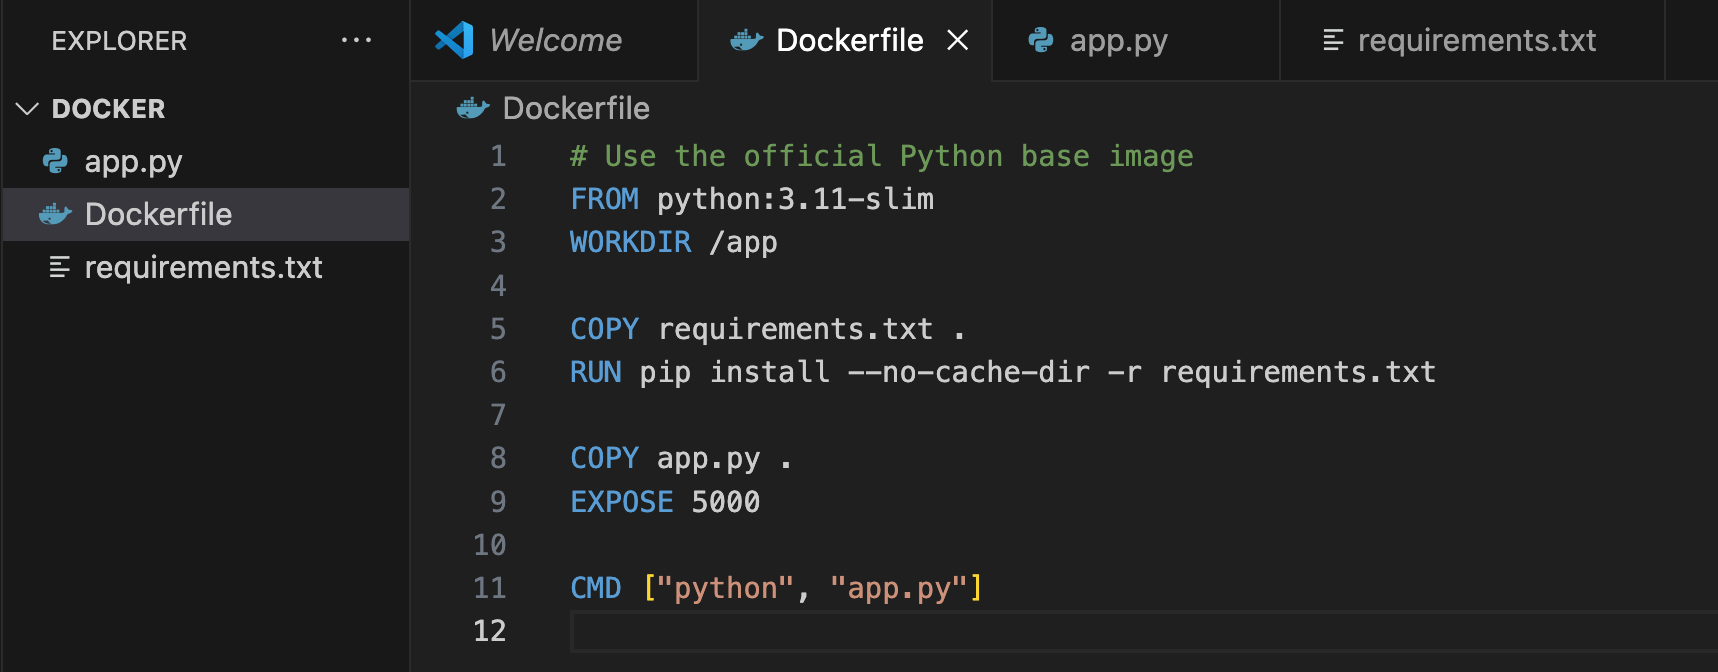 EXPLORER ...
DOCKER
app.py
Dockerfile
requirements.txt
Welcome Dockerfile app.py requirements.txt
Dockerfile
1 # Use the official Python base image
2 FROM python:3.11-slim
3 WORKDIR /app
4
5 COPY requirements.txt .
6 RUN pip install --no-cache-dir -r requirements.txt
7
8 COPY app.py .
9 EXPOSE 5000
10
11 CMD ["python", "app.py"]
12